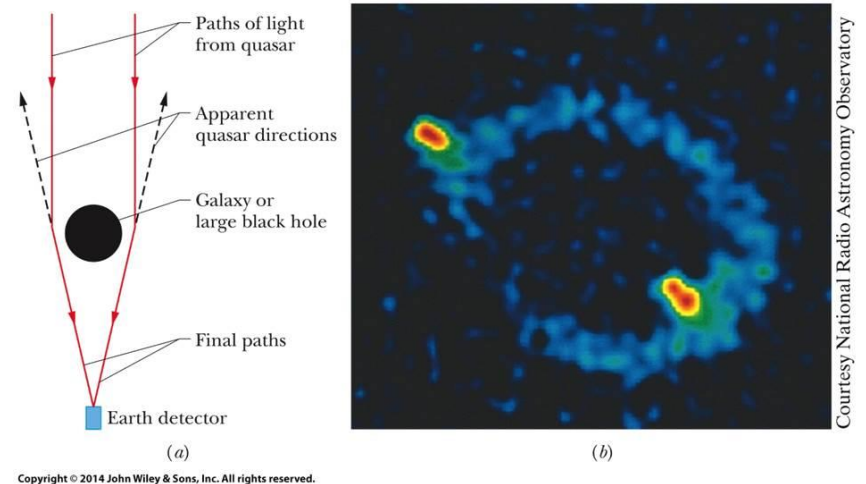 Paths of light
from quasar
Apparent
quasar directions
Galaxy or
large black hole
Final paths
Earth detector
(a)
(b)
Courtesy National Radio Astronomy Observatory
Copyright © 2014 John Wiley & Sons, Inc. All rights reserved.